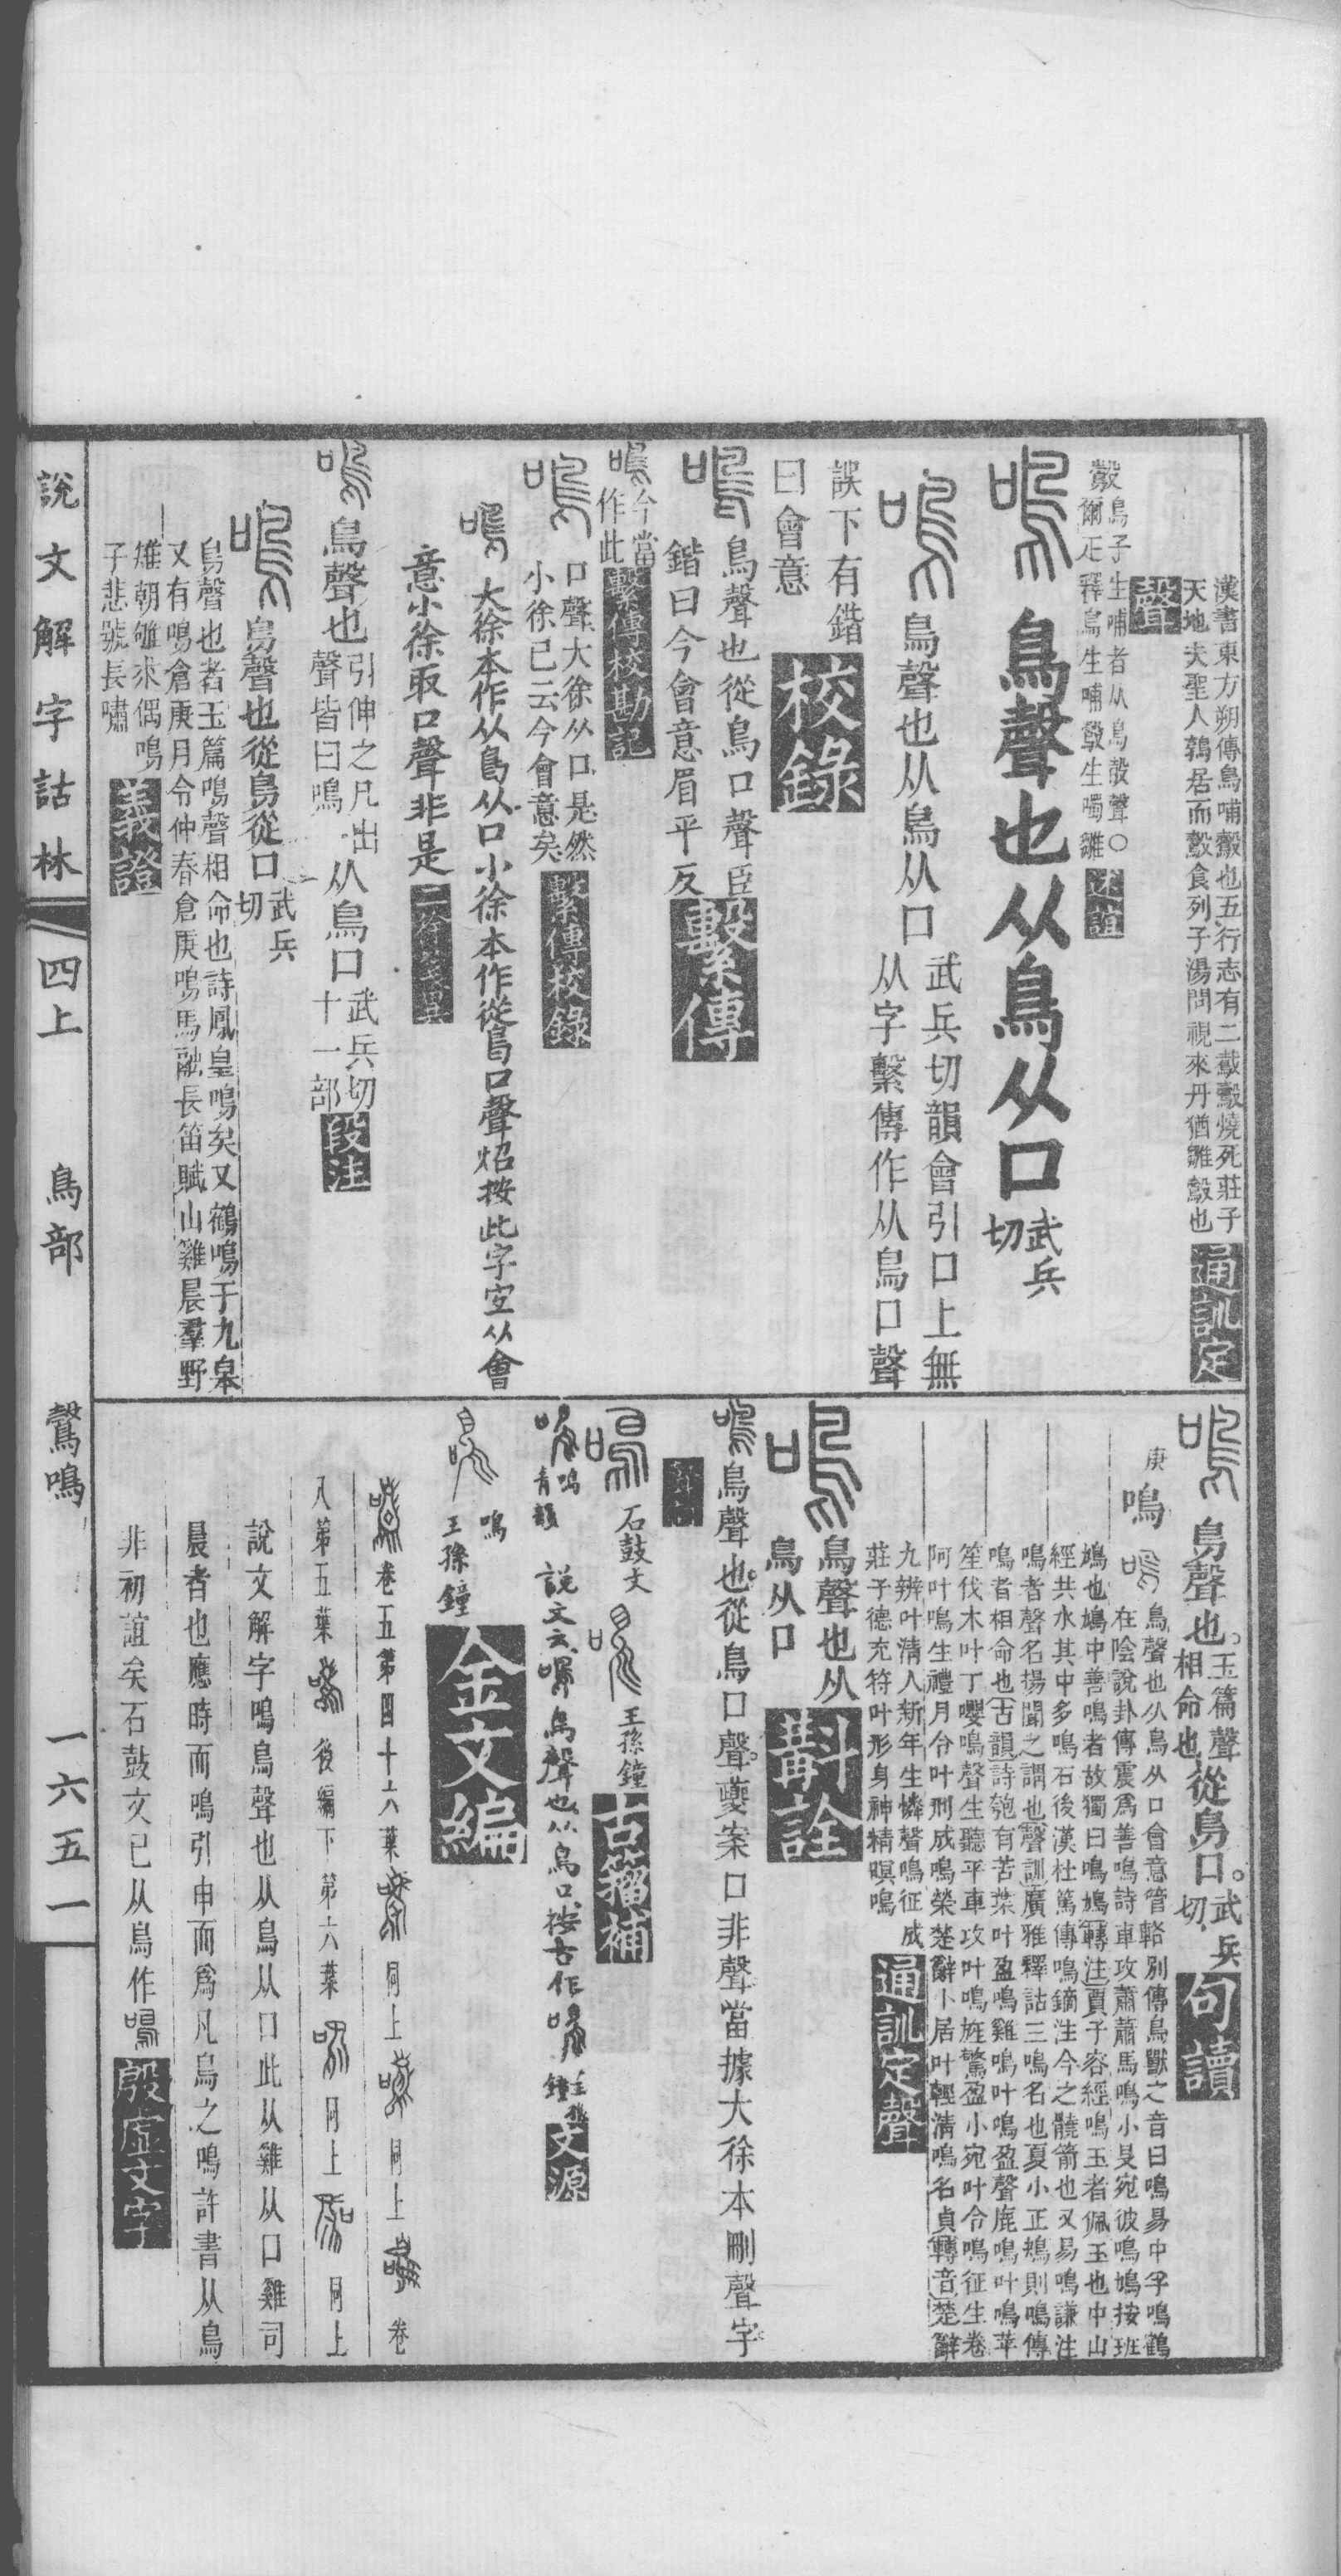 漢書東方朔傳烏哺鷇也五行志有二䳒鷇燒死莊子
天地夫聖人鶉居而鷇食列子湯問視來丹猶雛鷇也
通訓定
聲
鷇鳥子生哺者从鳥㱿聲○
爾疋釋鳥生哺鷇生噣雛
述誼
鳴 鳥聲也从鳥从口 武兵
切
鳴 鳥聲也从鳥从口 武兵切韻會引口上無
从字繫傳作从鳥口聲
誤下有鍇
曰會意
校錄
鳴 鳥聲也從鳥口聲臣
鍇曰今會意眉平反
繫傳
鳴 今當
作此
繫傳校勘記
鳴 口聲大徐从口是然
小徐已云今會意矣
繫傳校錄
鳴 大徐本作从鳥从口小徐本作從鳥口聲炤按此字宜从會
意小徐取口聲非是
二徐箋異
鳴 鳥聲也 引伸之凡出
聲皆曰鳴
从鳥口 武兵切
十一部
段注
鳴 鳥聲也從鳥從口 武兵
切
鳥聲也者玉篇鳴聲相命也詩鳳皇鳴矣又鶴鳴于九皋
又有鳴倉庚月令仲春倉庚鳴馬融長笛賦山雞晨羣野
雉朝雊求偶鳴
子悲號長嘯
義證
鳴 鳥聲也 玉篇聲
相命也
從鳥口 武兵
切
句讀
庚
鳴 鳴 鳥聲也从鳥从口會意管輅別傳鳥獸之音曰鳴易中孚鳴鶴
在陰說卦傳震爲善鳴詩車攻蕭蕭馬鳴小旻宛彼鳴鳩按班
鳩也鳩中善鳴者故獨曰鳴鳩轉注賈子容經鳴玉者佩玉也中山
經共水其中多鳴石後漢杜篤傳鳴鏑注今之髐箭也又易鳴謙注
鳴者聲名揚聞之謂也聲訓廣雅釋詁三鳴名也夏小正鴂則鳴傳
鳴者相命也古韻詩匏有苦葉叶盈鳴雞鳴叶鳴盈聲鹿鳴叶鳴苹
笙伐木叶丁嚶鳴聲生聽平車攻叶鳴旌驚盈小宛叶令鳴征生卷
阿叶鳴生禮月令叶刑成鳴榮楚辭卜居叶輕清鳴名貞轉音楚辭
九辨叶清人新年生憐聲鳴征成
莊子德充符叶形身神精暝鳴
通訓定聲
鳴 鳥聲也从
鳥从口
斠詮
鳴 鳥聲也從鳥口聲夔案口非聲當據大徐本刪聲字
鳴 石鼓文 王孫鐘
古籀補
說文云鳴鳥聲也从鳥口按古作
文源
鳴 王孫鐘
金文編
卷五第四十六葉 同上 同上 卷
八第五葉 後編下第六葉 同上 同上
說文解字鳴鳥聲也从鳥从口此从雞从口雞司
晨者也應時而鳴引申而爲凡鳥之鳴許書从鳥
非初誼矣石鼓文已从鳥作
殷虛文字
說文解字詁林 四上 鳥部 鷇鳴 一六五一